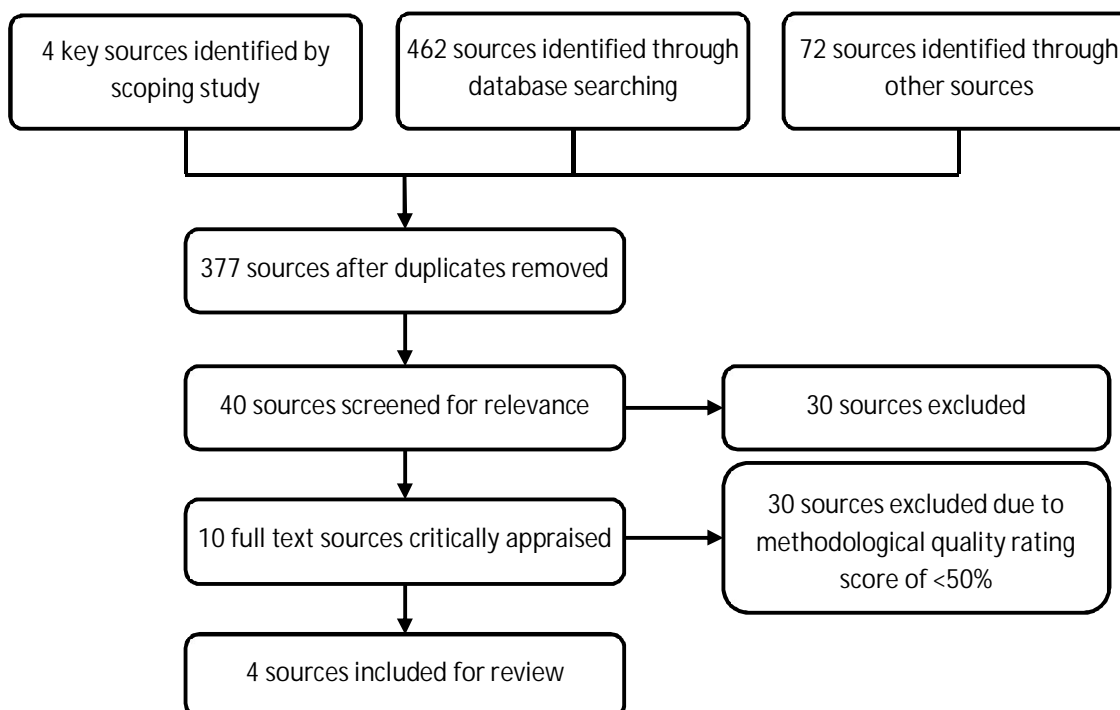 4 key sources identified by
scoping study
462 sources identified through
database searching
72 sources identified through
other sources
377 sources after duplicates removed
40 sources screened for relevance
30 sources excluded
10 full text sources critically appraised
30 sources excluded due to
methodological quality rating
score of <50%
4 sources included for review